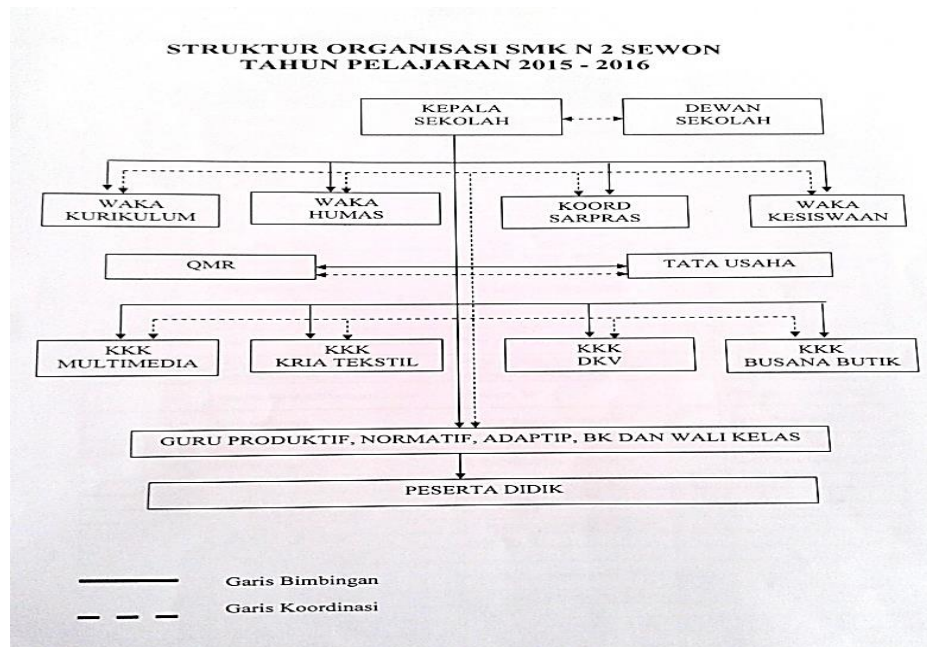 STRUKTUR ORGANISASI SMK N 2 SEWON
TAHUN PELAJARAN 2015 - 2016
KEPALA
SEKOLAH
DEWAN
SEKOLAH
WAKA
KURIKULUM
WAKA
HUMAS
KOORD
SARPRAS
WAKA
KESISWAAN
QMR
TATA USAHA
KKK
MULTIMEDIA
KKK
KRIA TEKSTIL
KKK
DKV
KKK
BUSANA BUTIK
GURU PRODUKTIF, NORMATIF, ADAPTIP, BK DAN WALI KELAS
PESERTA DIDIK
Garis Bimbingan
Garis Koordinasi